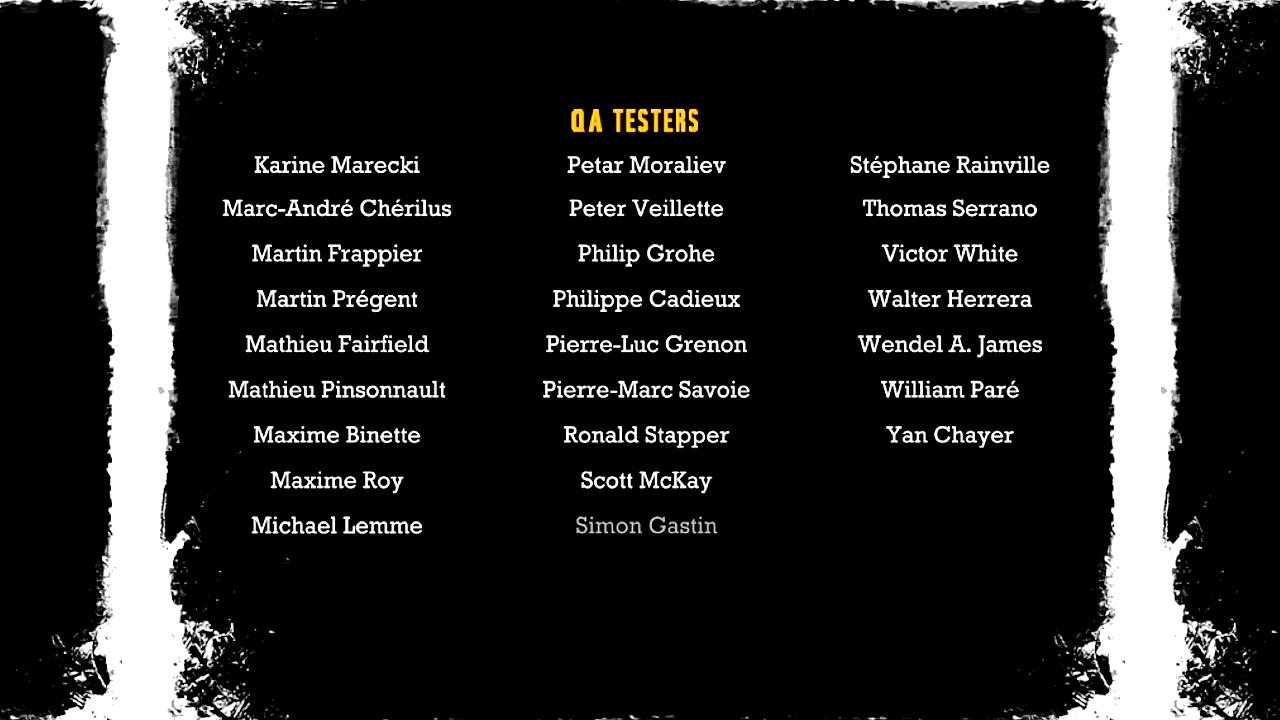 QA TESTERS
Karine Marecki
Marc-André Chérilus
Martin Frappier
Martin Prégent
Mathieu Fairfield
Mathieu Pinsonnault
Maxime Binette
Maxime Roy
Michael Lemme
Petar Moraliev
Peter Veillette
Philip Grohe
Philippe Cadieux
Pierre-Luc Grenon
Pierre-Marc Savoie
Ronald Stapper
Scott McKay
Simon Gastin
Stéphane Rainville
Thomas Serrano
Victor White
Walter Herrera
Wendel A. James
William Paré
Yan Chayer